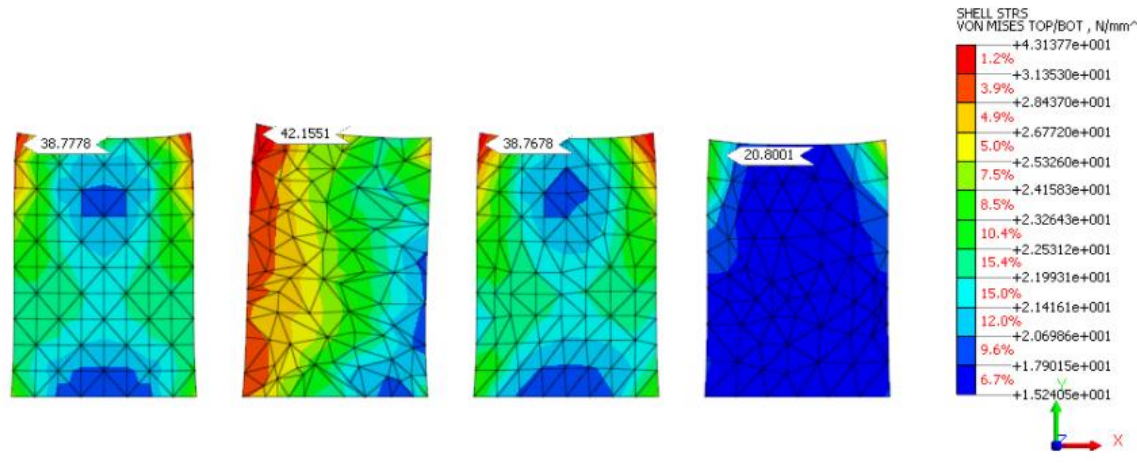 SHELL STRS
VON MISES TOP/BOT , N/mm^
+4.31377e+001
1.2%
+3.13530e+001
3.9%
+2.84370e+001
4.9%
+2.67720e+001
5.0%
+2.53260e+001
7.5%
+2.41583e+001
8.5%
+2.32643e+001
10.4%
+2.25312e+001
15.4%
+2.19931e+001
15.0%
+2.14161e+001
12.0%
+2.06986e+001
9.6%
+1.79015e+001
6.7%
+1.52405e+001
38.7778
42.1551
38.7678
20.8001
Y
Z
X